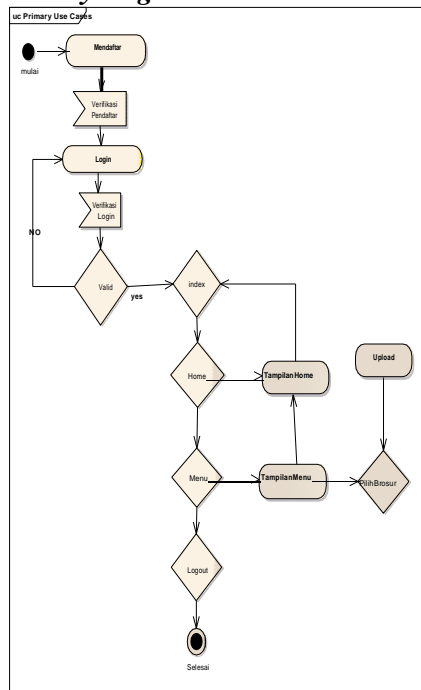 uc Primary Use Cases
Mendaftar
mulai
Verifikasi
Pendaftar
Login
Verifikasi
Login
NO
Valid
yes
index
Home
TampilanHome
Upload
Menu
TampilanMenu
PilihBrosur
Logout
Selesai